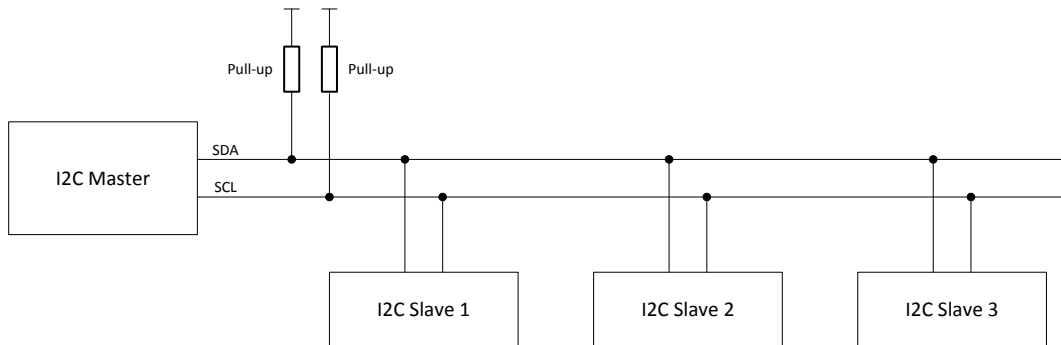 Pull-up
Pull-up
SDA
I2C Master
SCL
I2C Slave 1
I2C Slave 2
I2C Slave 3